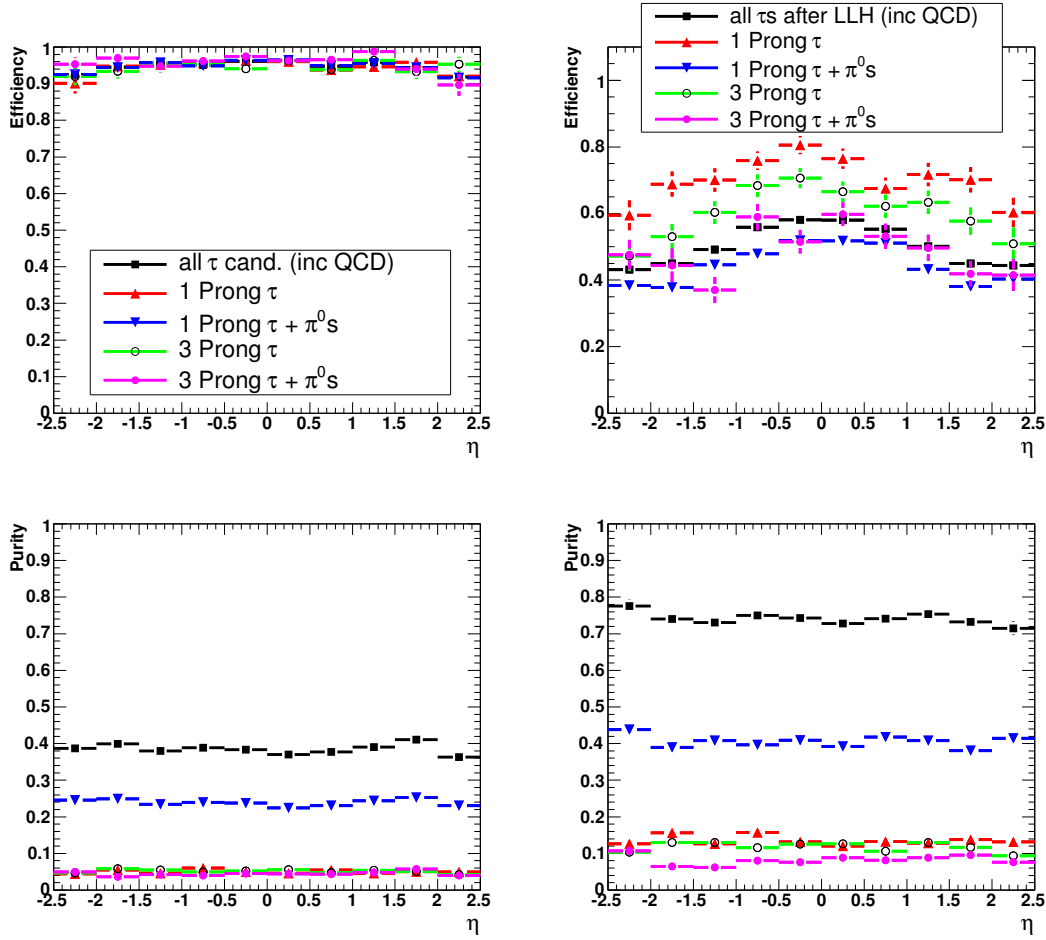 Efficiency
1
0.9
0.8
0.7
0.6
0.5
0.4
0.3
0.2
0.1
0
all τ cand. (inc QCD)
1 Prong τ
1 Prong τ + π⁰s
3 Prong τ
3 Prong τ + π⁰s
-2.5 -2 -1.5 -1 -0.5 0 0.5 1 1.5 2 2.5
η
all τs after LLH (inc QCD)
1 Prong τ
1 Prong τ + π⁰s
3 Prong τ
3 Prong τ + π⁰s
Efficiency
1
0.8
0.6
0.4
0.2
0
-2.5 -2 -1.5 -1 -0.5 0 0.5 1 1.5 2 2.5
η
Purity
1
0.9
0.8
0.7
0.6
0.5
0.4
0.3
0.2
0.1
0
-2.5 -2 -1.5 -1 -0.5 0 0.5 1 1.5 2 2.5
η
Purity
1
0.9
0.8
0.7
0.6
0.5
0.4
0.3
0.2
0.1
0
-2.5 -2 -1.5 -1 -0.5 0 0.5 1 1.5 2 2.5
η